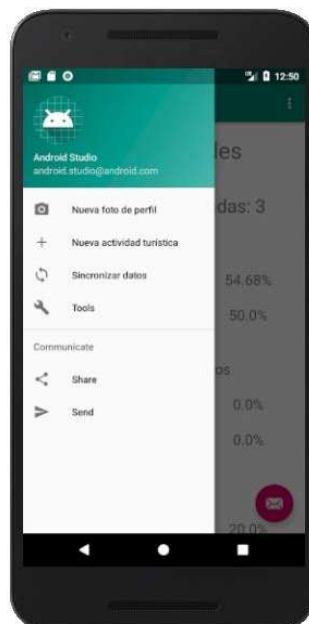 12:50
Android Studio
android.studio@android.com
les
Nueva foto de perfil
das: 3
Nueva actividad turística
Sincronizar datos
54.68%
Tools
50.0%
Communicate
os
Share
0.0%
Send
0.0%
20.0%